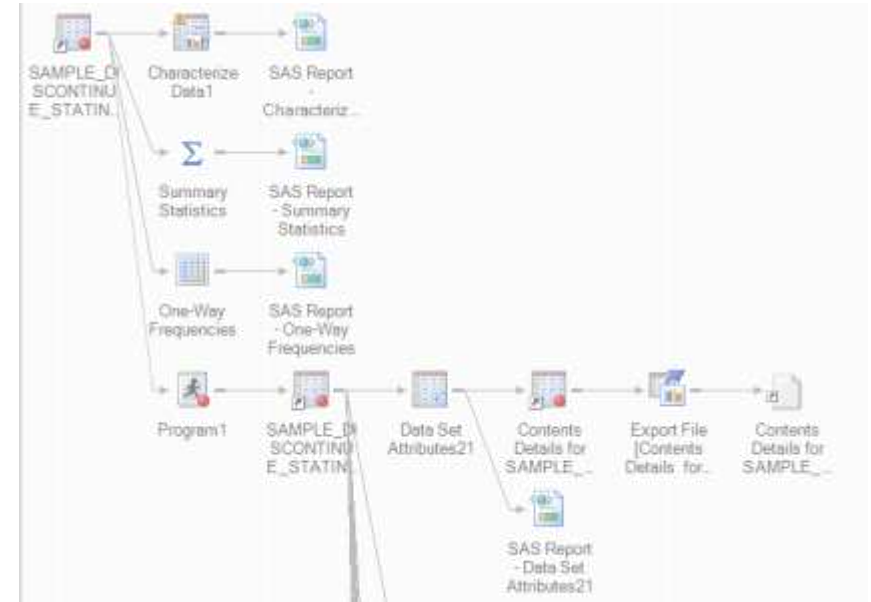 SAMPLE_DI
SCONTINU
E_STATIN...
Characterize
Data1
SAS Report
-
Characteriz...
Summary
Statistics
SAS Report
- Summary
Statistics
One-Way
Frequencies
SAS Report
- One-Way
Frequencies
Program1
SAMPLE_DI
SCONTINU
E_STATIN...
Data Set
Attributes21
Contents
Details for
SAMPLE_...
Export File
[Contents
Details for...
Contents
Details for
SAMPLE_...
SAS Report
- Data Set
Attributes21